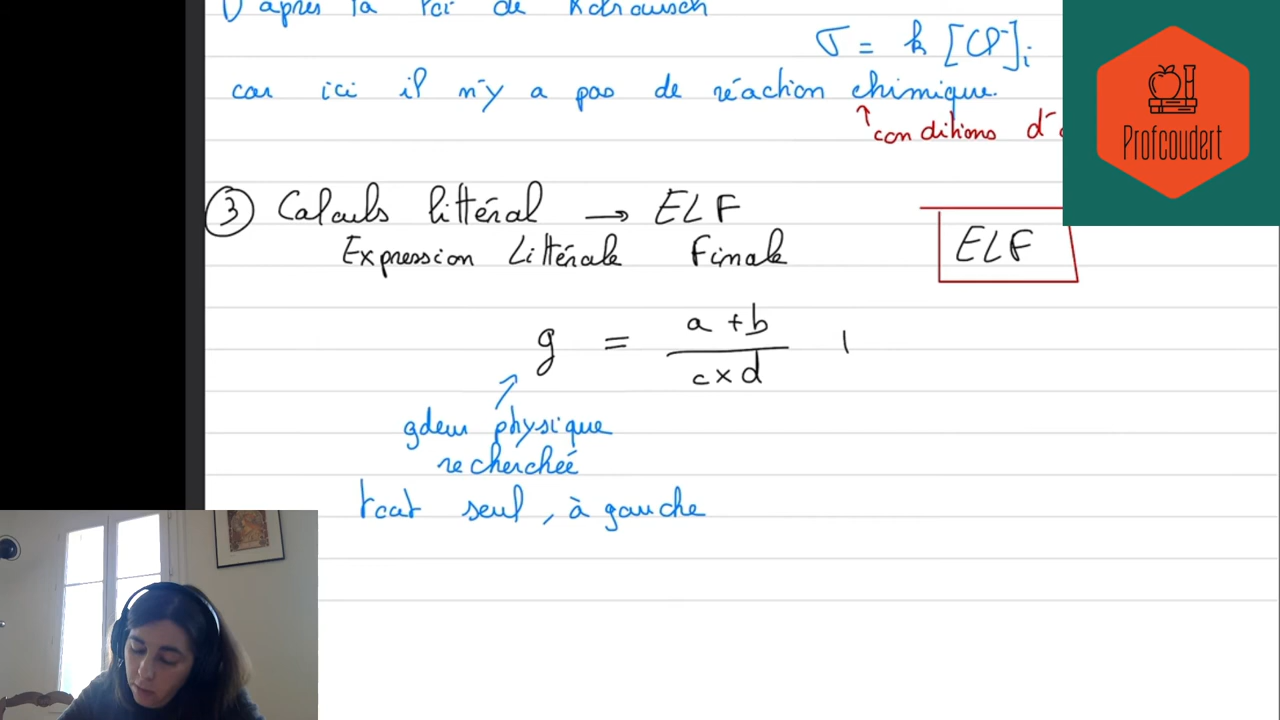 D'après la loi de Kolrausch
σ = k [Cl⁻]i
car ici il n'y a pas de réaction chimique.
↑ conditions d'
Profcoudert
③ Calculs littéral → ELF
Expression Littérale Finale
ELF
g = a + b / c × d
gdeur physique
recherchée
tout seul, à gauche